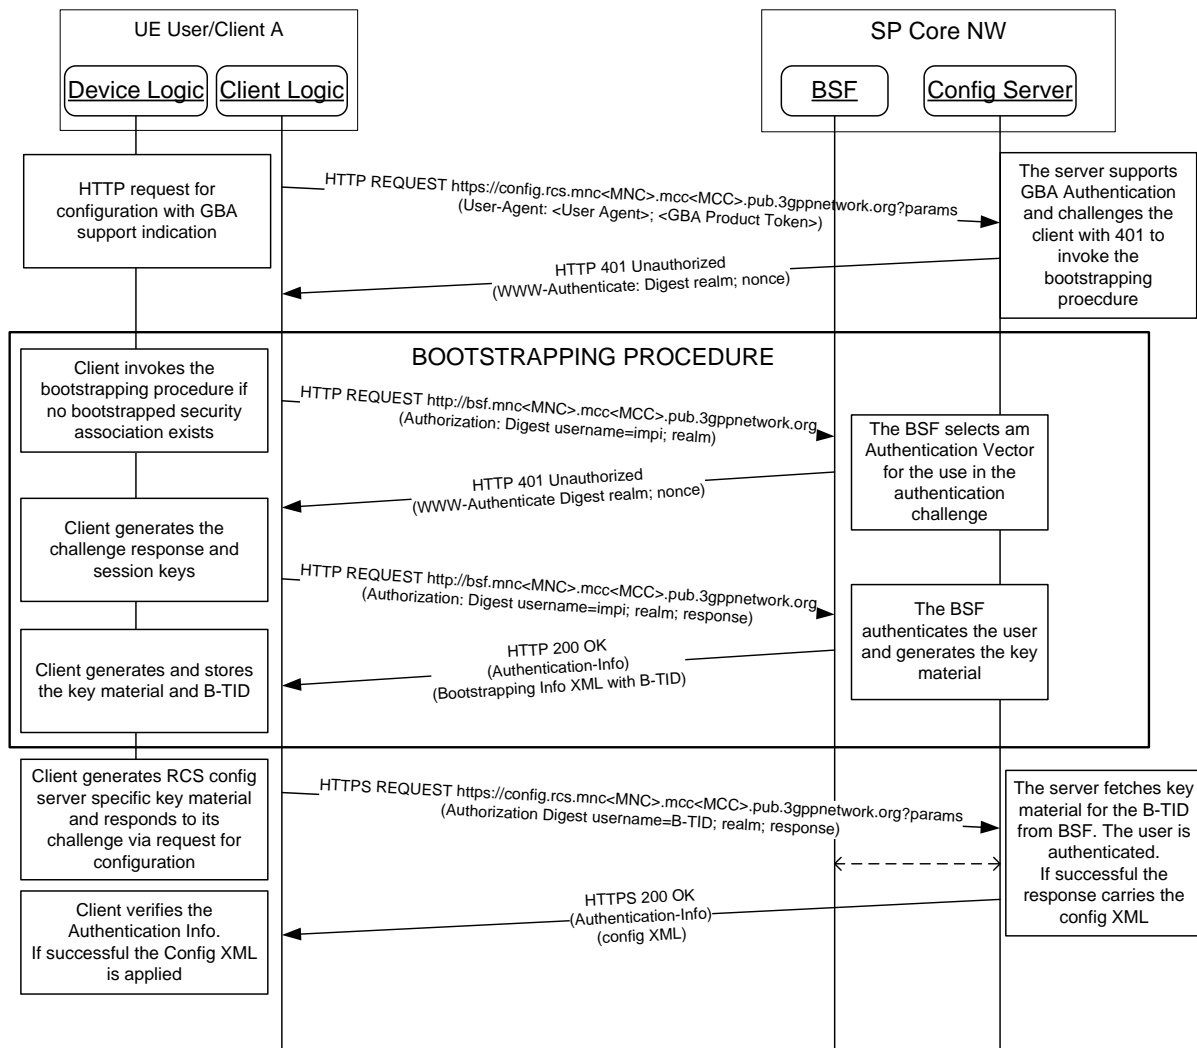 UE User/Client A
SP Core NW
Device Logic
Client Logic
BSF
Config Server
HTTP request for
configuration with GBA
support indication
HTTP REQUEST https://config.rcs.mnc<MNC>.mcc<MCC>.pub.3gppnetwork.org?params
(User-Agent: <User Agent>; <GBA Product Token>)
The server supports
GBA Authentication
and challenges the
client with 401 to
invoke the
bootstrapping
proecdure
HTTP 401 Unauthorized
(WWW-Authenticate: Digest realm; nonce)
BOOTSTRAPPING PROCEDURE
Client invokes the
bootstrapping procedure if
no bootstrapped security
association exists
HTTP REQUEST http://bsf.mnc<MNC>.mcc<MCC>.pub.3gppnetwork.org
(Authorization: Digest username=impi; realm)
The BSF selects am
Authentication Vector
for the use in the
authentication
challenge
HTTP 401 Unauthorized
(WWW-Authenticate Digest realm; nonce)
Client generates the
challenge response and
session keys
HTTP REQUEST http://bsf.mnc<MNC>.mcc<MCC>.pub.3gppnetwork.org
(Authorization: Digest username=impi; realm; response)
The BSF
authenticates the user
and generates the key
material
HTTP 200 OK
(Authentication-Info)
(Bootstrapping Info XML with B-TID)
Client generates and stores
the key material and B-TID
Client generates RCS config
server specific key material
and responds to its
challenge via request for
configuration
HTTPS REQUEST https://config.rcs.mnc<MNC>.mcc<MCC>.pub.3gppnetwork.org?params
(Authorization Digest username=B-TID; realm; response)
The server fetches key
material for the B-TID
from BSF. The user is
authenticated.
If successful the
response carries the
config XML
HTTPS 200 OK
(Authentication-Info)
(config XML)
Client verifies the
Authentication Info.
If successful the Config XML
is applied